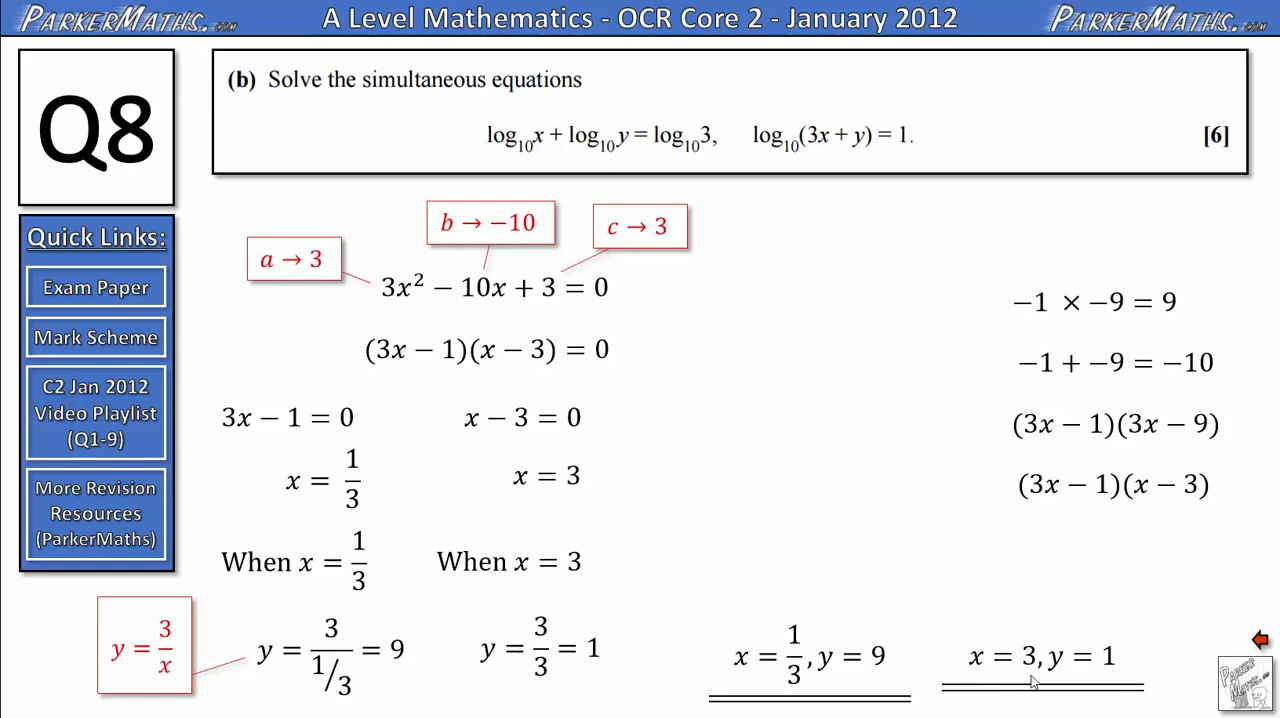 PARKERMATHS.COM
A Level Mathematics - OCR Core 2 - January 2012
PARKERMATHS.COM
Q8
(b) Solve the simultaneous equations
log₁₀x + log₁₀y = log₁₀3, log₁₀(3x + y) = 1.
[6]
Quick Links:
Exam Paper
Mark Scheme
C2 Jan 2012
Video Playlist
(Q1-9)
More Revision
Resources
(ParkerMaths)
a → 3
b → −10
c → 3
3x² − 10x + 3 = 0
(3x − 1)(x − 3) = 0
3x − 1 = 0
x − 3 = 0
x = 1/3
x = 3
When x = 1/3
When x = 3
y = 3/x
y = 3/(1/3) = 9
y = 3/3 = 1
−1 × −9 = 9
−1 + −9 = −10
(3x − 1)(3x − 9)
(3x − 1)(x − 3)
x = 1/3, y = 9
x = 3, y = 1
PARKER
MATHS.COM